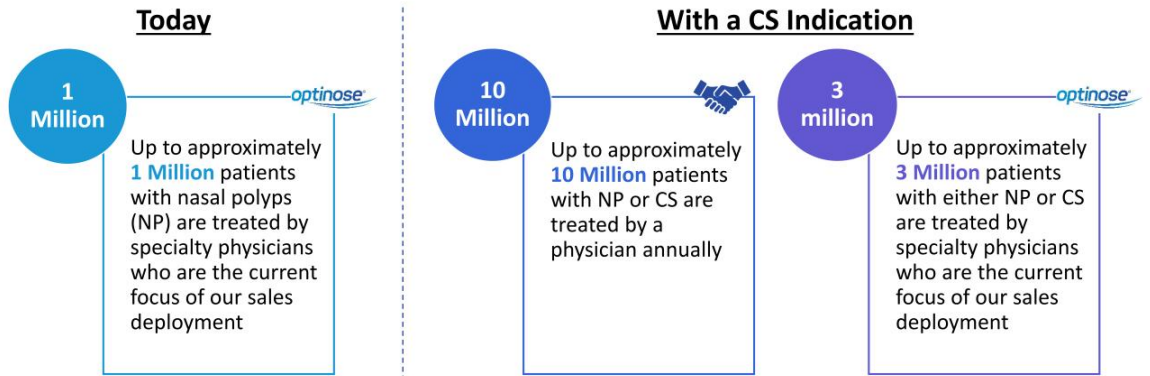 Today
With a CS Indication
1
Million
optinose®
Up to approximately
1 Million patients
with nasal polyps
(NP) are treated by
specialty physicians
who are the current
focus of our sales
deployment
10
Million
Up to approximately
10 Million patients
with NP or CS are
treated by a
physician annually
3
million
optinose®
Up to approximately
3 Million patients
with either NP or CS
are treated by
specialty physicians
who are the current
focus of our sales
deployment